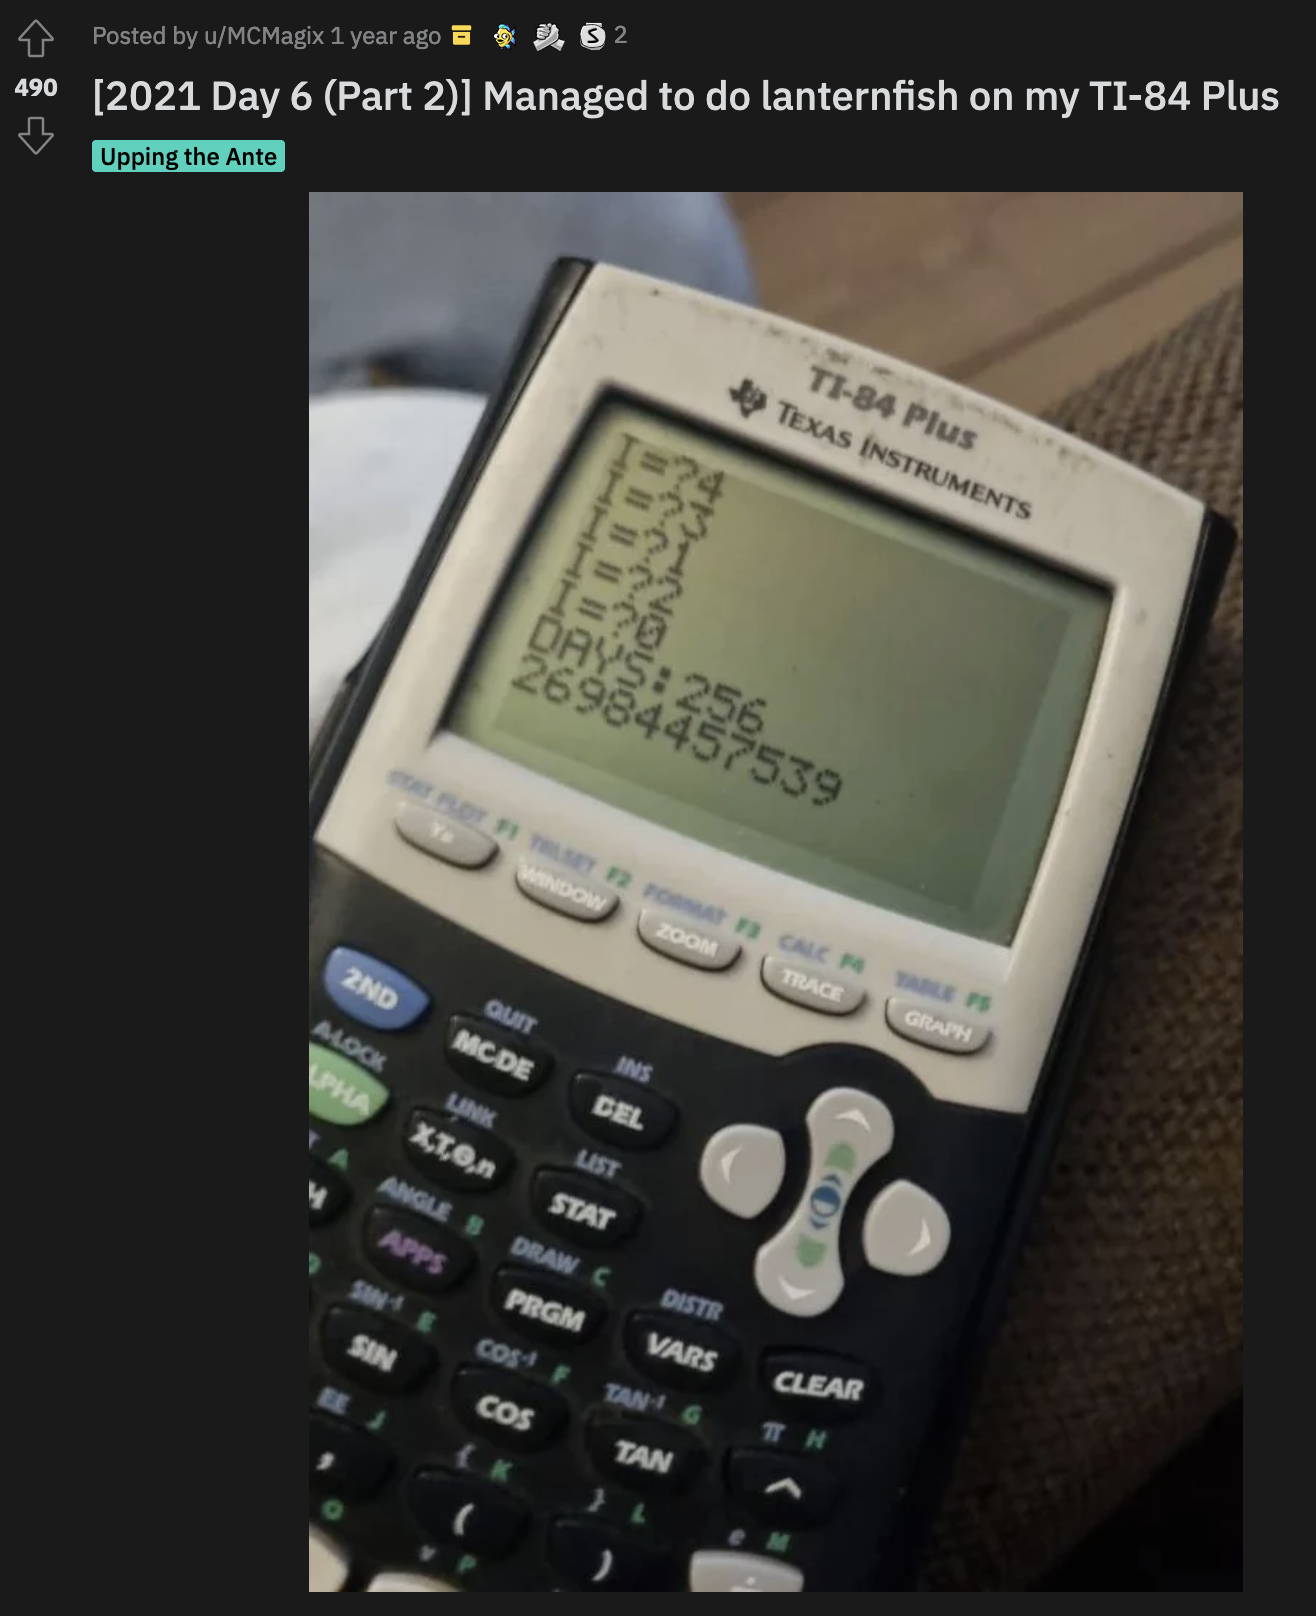 Posted by u/MCMagix 1 year ago
2
490
[2021 Day 6 (Part 2)] Managed to do lanternfish on my TI-84 Plus
Upping the Ante
TI-84 Plus
TEXAS INSTRUMENTS
I=?4
I=?3
I=?1
I=?2
I=?0
DAYS:256
26984457539
STAT PLOT F1 TBLSET F2 FORMAT F3 CALC F4 TABLE F5
Y= WINDOW ZOOM TRACE GRAPH
QUIT INS
2ND MODE DEL
A-LOCK LINK LIST
ALPHA X,T,Θ,n STAT
A ANGLE B DRAW C DISTR
APPS PRGM VARS CLEAR
SIN⁻¹ E COS⁻¹ F TAN⁻¹ G π H
SIN COS TAN ^
EE J { K } L e M
, ( ) ÷
O v P